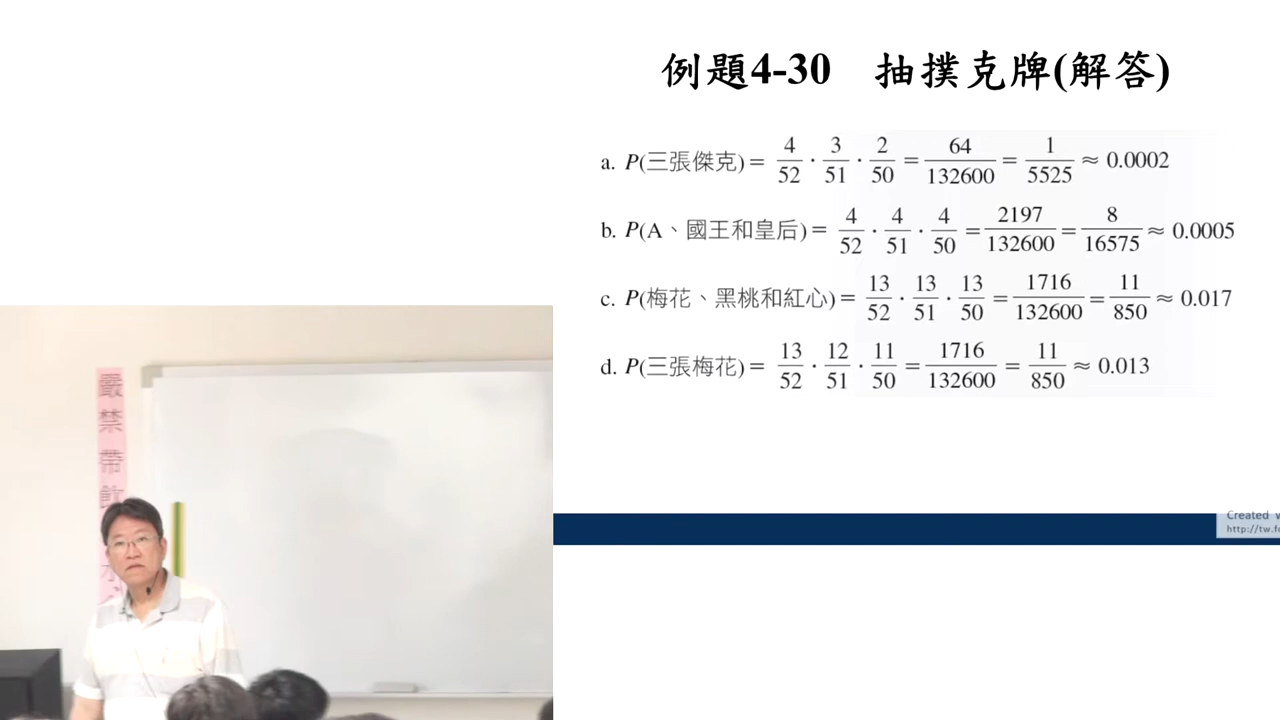 例題4-30 抽撲克牌(解答)
a. P(三張傑克) = 4/52 · 3/51 · 2/50 = 64/132600 = 1/5525 ≈ 0.0002
b. P(A、國王和皇后) = 4/52 · 4/51 · 4/50 = 2197/132600 = 8/16575 ≈ 0.0005
c. P(梅花、黑桃和紅心) = 13/52 · 13/51 · 13/50 = 1716/132600 = 11/850 ≈ 0.017
d. P(三張梅花) = 13/52 · 12/51 · 11/50 = 1716/132600 = 11/850 ≈ 0.013
嚴禁帶飲
Created
http://tw.f